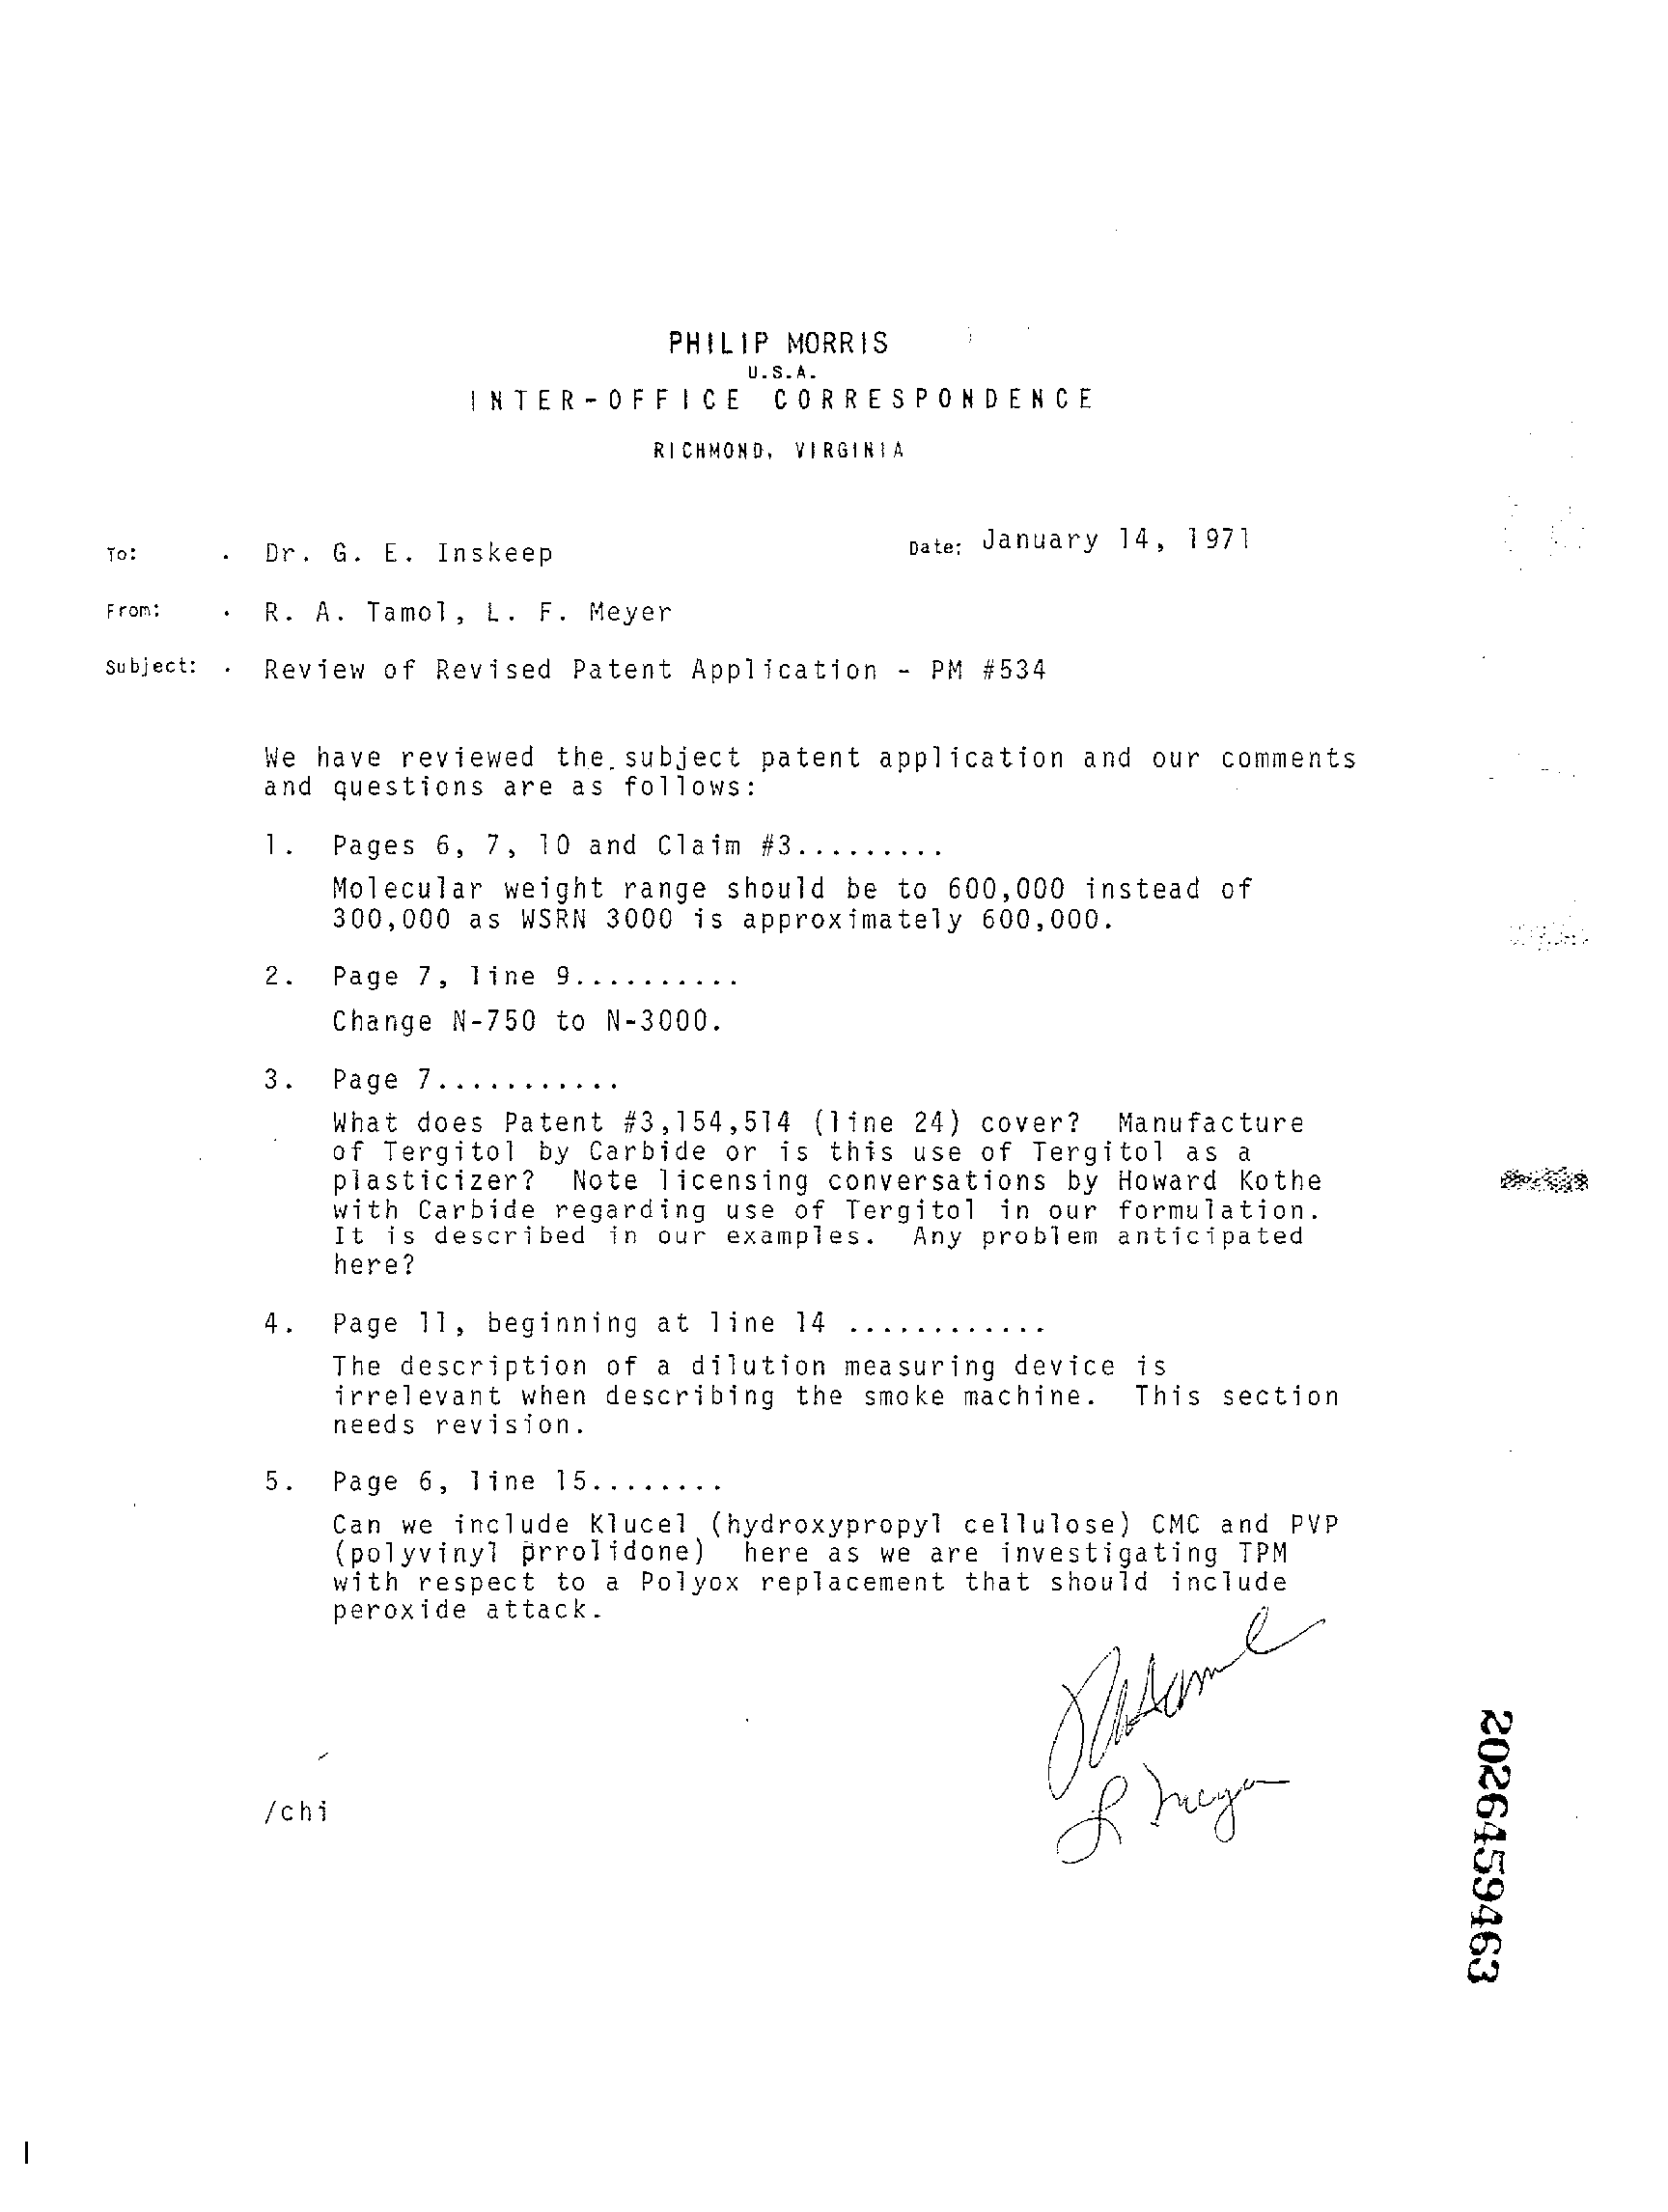 PHILIP MORRIS
U.S.A.
INTER-OFFICE CORRESPONDENCE
RICHMOND, VIRGINIA
To: . Dr. G. E. Inskeep Date: January 14, 1971
From: . R. A. Tamol, L. F. Meyer
Subject: . Review of Revised Patent Application - PM #534
We have reviewed the subject patent application and our comments
and questions are as follows:
1. Pages 6, 7, 10 and Claim #3.........
Molecular weight range should be to 600,000 instead of
300,000 as WSRN 3000 is approximately 600,000.
2. Page 7, line 9..........
Change N-750 to N-3000.
3. Page 7...........
What does Patent #3,154,514 (line 24) cover? Manufacture
of Tergitol by Carbide or is this use of Tergitol as a
plasticizer? Note licensing conversations by Howard Kothe
with Carbide regarding use of Tergitol in our formulation.
It is described in our examples. Any problem anticipated
here?
4. Page 11, beginning at line 14 ............
The description of a dilution measuring device is
irrelevant when describing the smoke machine. This section
needs revision.
5. Page 6, line 15........
Can we include Klucel (hydroxypropyl cellulose) CMC and PVP
(polyvinyl prrolidone) here as we are investigating TPM
with respect to a Polyox replacement that should include
peroxide attack.
RATamol
L Meyer
/chi
2026459463